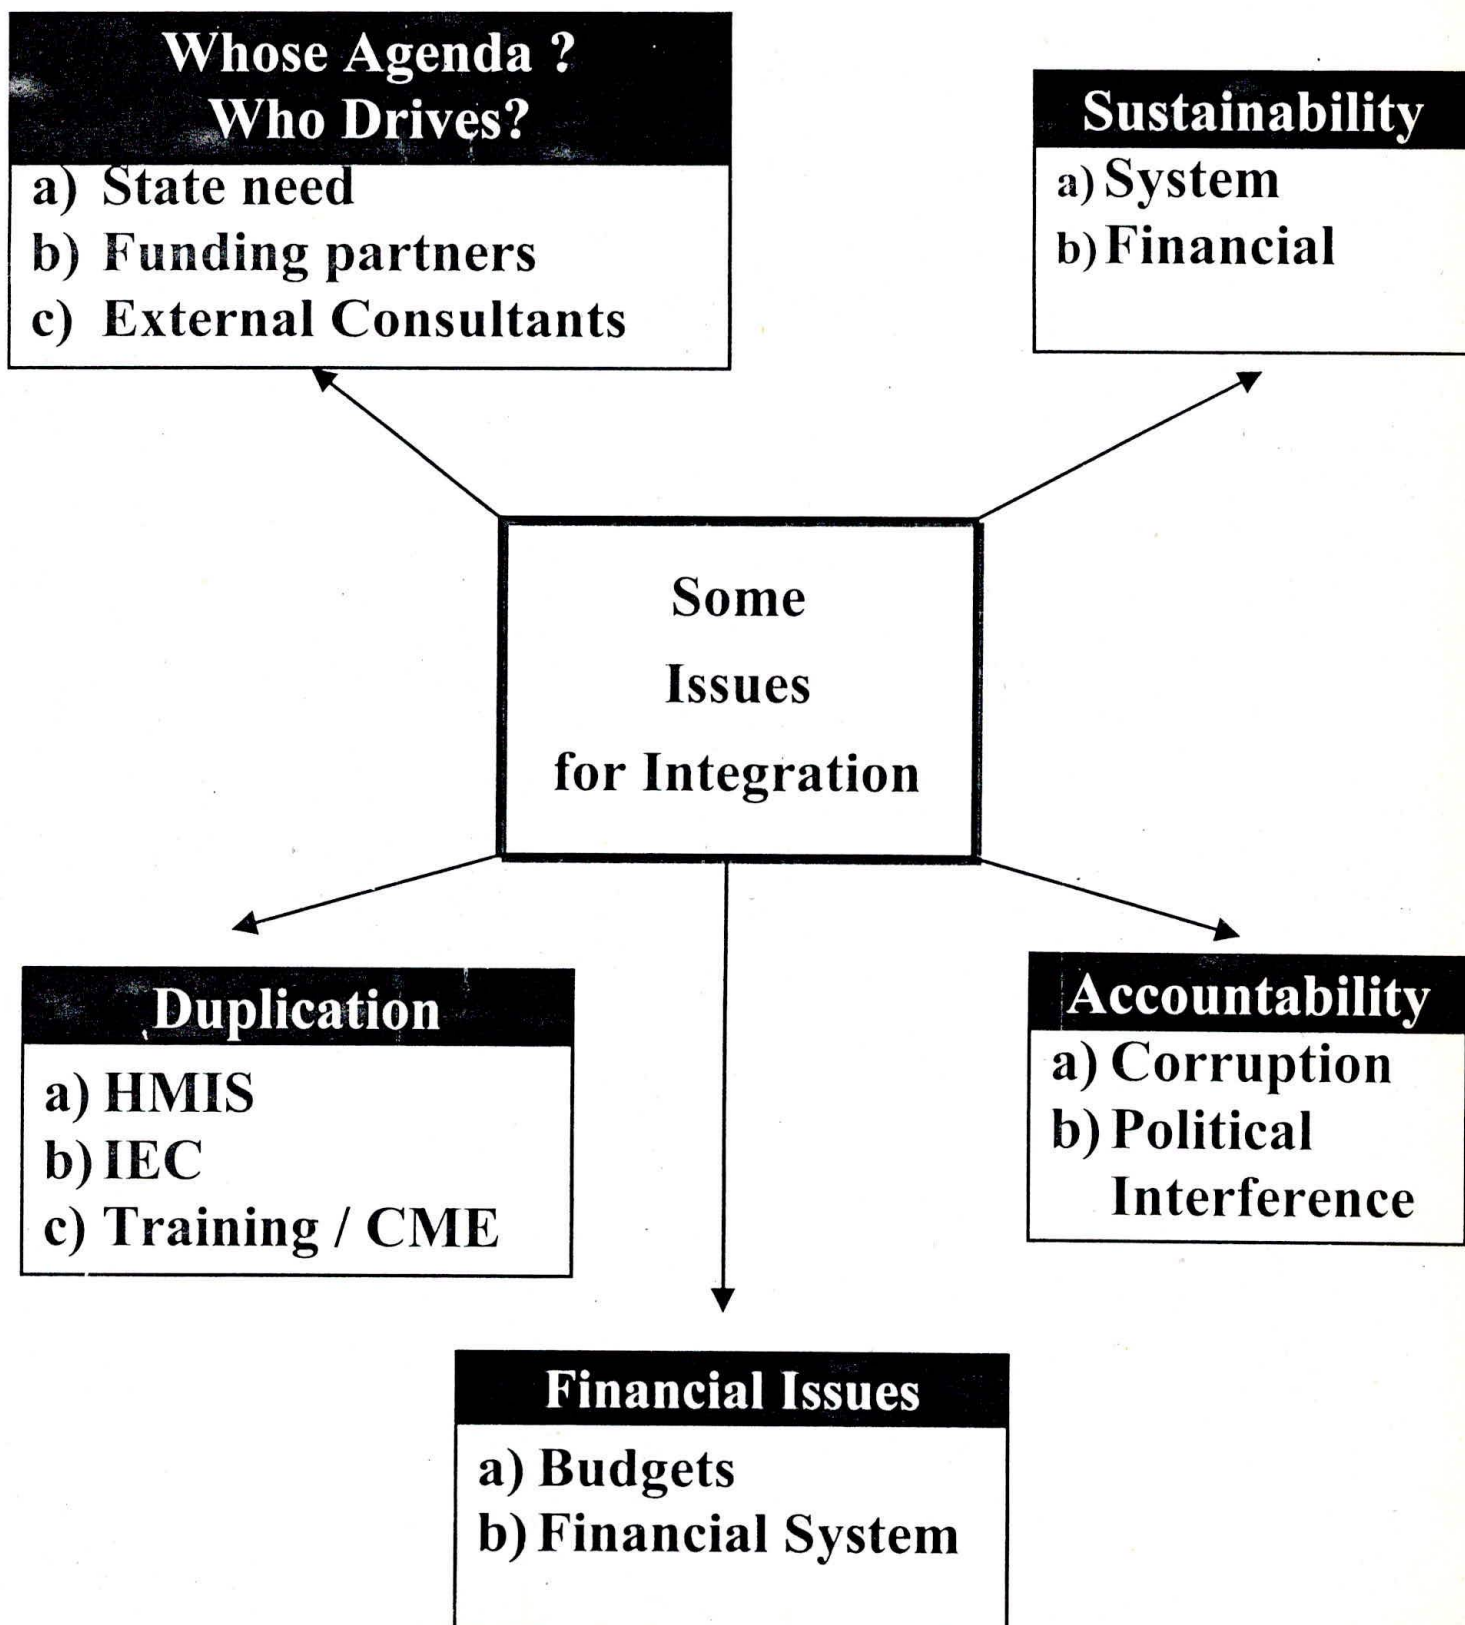 Whose Agenda ?
Who Drives?
a) State need
b) Funding partners
c) External Consultants
Sustainability
a) System
b) Financial
Some
Issues
for Integration
Duplication
a) HMIS
b) IEC
c) Training / CME
Accountability
a) Corruption
b) Political
Interference
Financial Issues
a) Budgets
b) Financial System